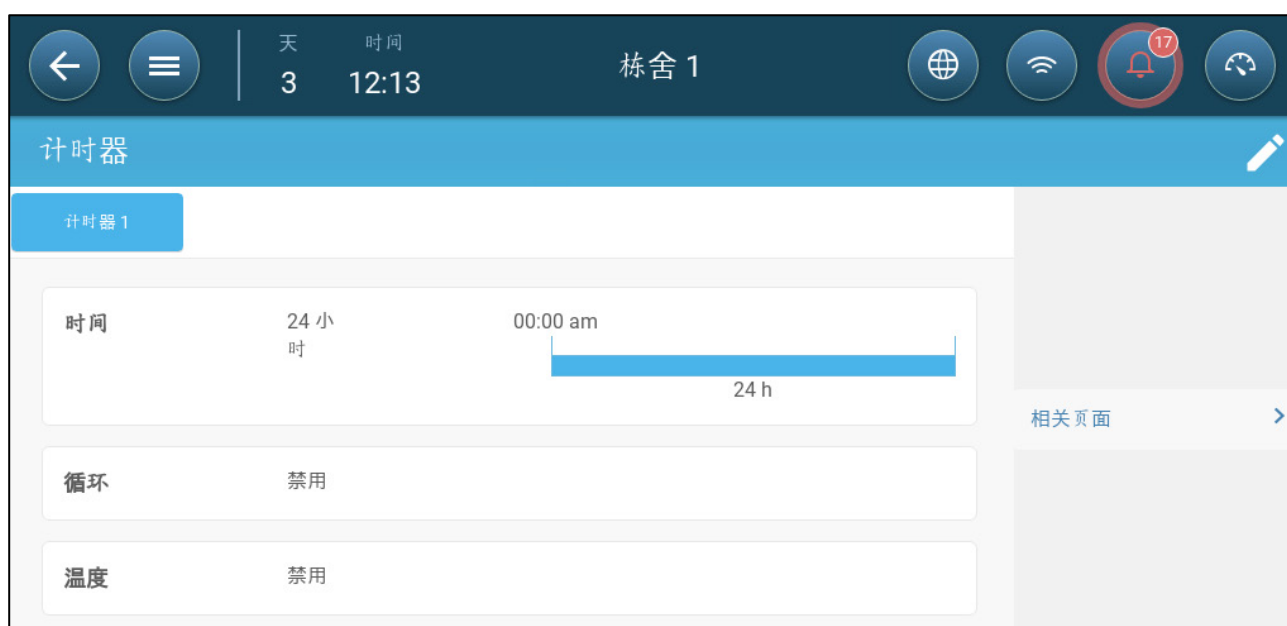 天 时间
3 12:13
栋舍 1
17
计时器
计时器 1
时间
24 小
时
00:00 am
24 h
相关页面
循环
禁用
温度
禁用